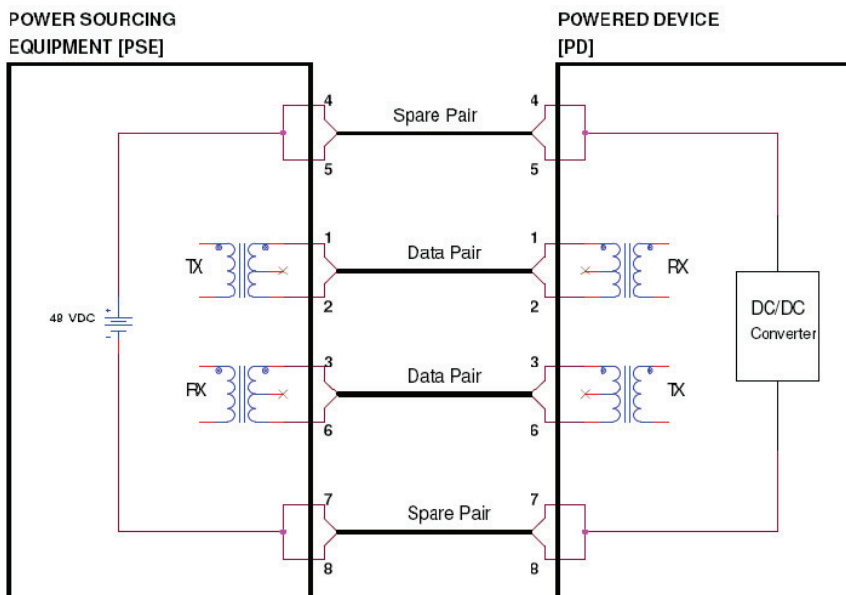 POWER SOURCING
EQUIPMENT [PSE]
POWERED DEVICE
[PD]
4
Spare Pair
4
5
5
1
Data Pair
1
TX
RX
2
2
48 VDC
+
-
DC/DC
Converter
3
Data Pair
3
RX
TX
6
6
7
Spare Pair
7
8
8